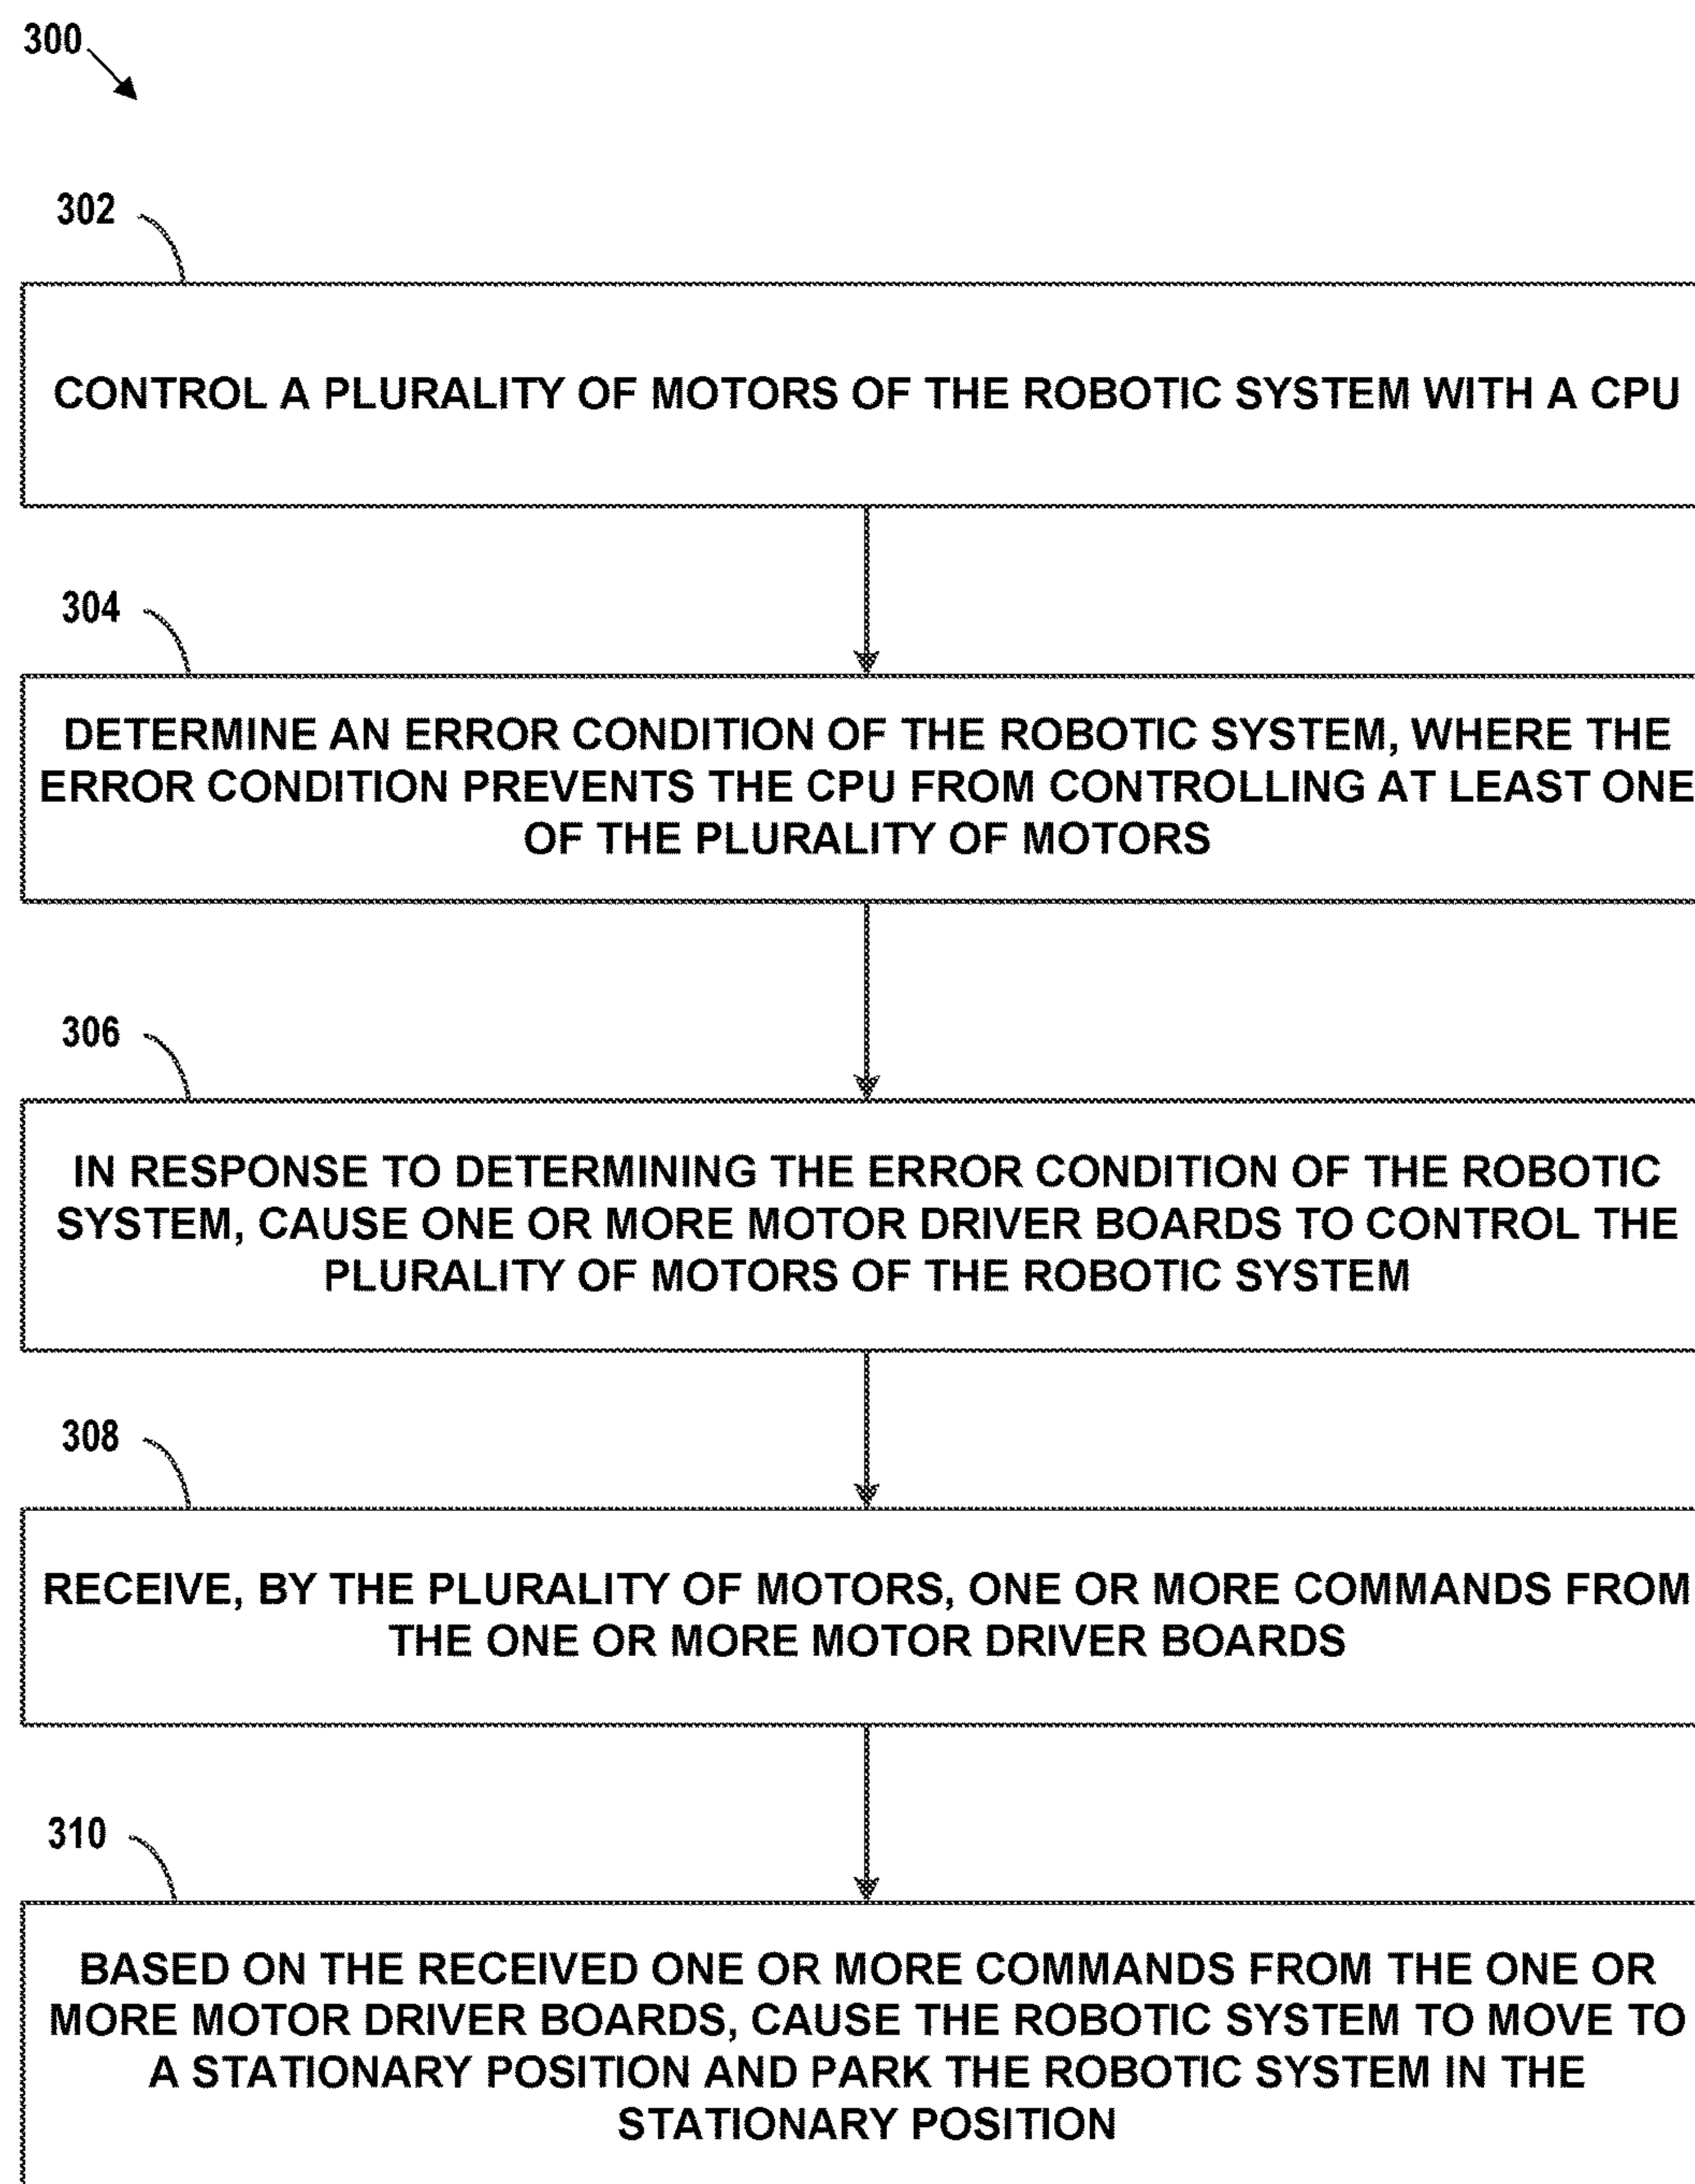 300
302
CONTROL A PLURALITY OF MOTORS OF THE ROBOTIC SYSTEM WITH A CPU
304
DETERMINE AN ERROR CONDITION OF THE ROBOTIC SYSTEM, WHERE THE
ERROR CONDITION PREVENTS THE CPU FROM CONTROLLING AT LEAST ONE
OF THE PLURALITY OF MOTORS
306
IN RESPONSE TO DETERMINING THE ERROR CONDITION OF THE ROBOTIC
SYSTEM, CAUSE ONE OR MORE MOTOR DRIVER BOARDS TO CONTROL THE
PLURALITY OF MOTORS OF THE ROBOTIC SYSTEM
308
RECEIVE, BY THE PLURALITY OF MOTORS, ONE OR MORE COMMANDS FROM
THE ONE OR MORE MOTOR DRIVER BOARDS
310
BASED ON THE RECEIVED ONE OR MORE COMMANDS FROM THE ONE OR
MORE MOTOR DRIVER BOARDS, CAUSE THE ROBOTIC SYSTEM TO MOVE TO
A STATIONARY POSITION AND PARK THE ROBOTIC SYSTEM IN THE
STATIONARY POSITION